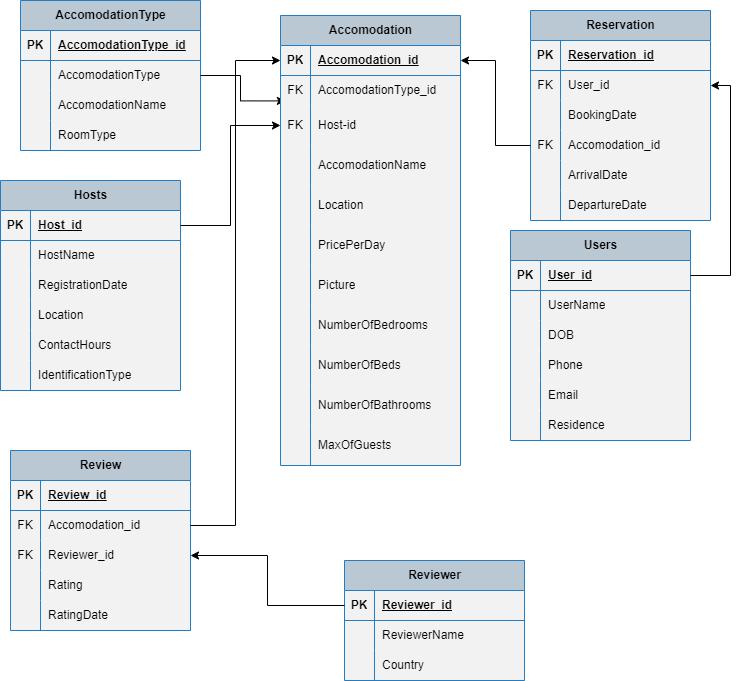 AccomodationType
PK AccomodationType_id
AccomodationType
AccomodationName
RoomType
Accomodation
PK Accomodation_id
FK AccomodationType_id
FK Host-id
AccomodationName
Location
PricePerDay
Picture
NumberOfBedrooms
NumberOfBeds
NumberOfBathrooms
MaxOfGuests
Reservation
PK Reservation_id
FK User_id
BookingDate
FK Accomodation_id
ArrivalDate
DepartureDate
Hosts
PK Host_id
HostName
RegistrationDate
Location
ContactHours
IdentificationType
Users
PK User_id
UserName
DOB
Phone
Email
Residence
Review
PK Review_id
FK Accomodation_id
FK Reviewer_id
Rating
RatingDate
Reviewer
PK Reviewer_id
ReviewerName
Country